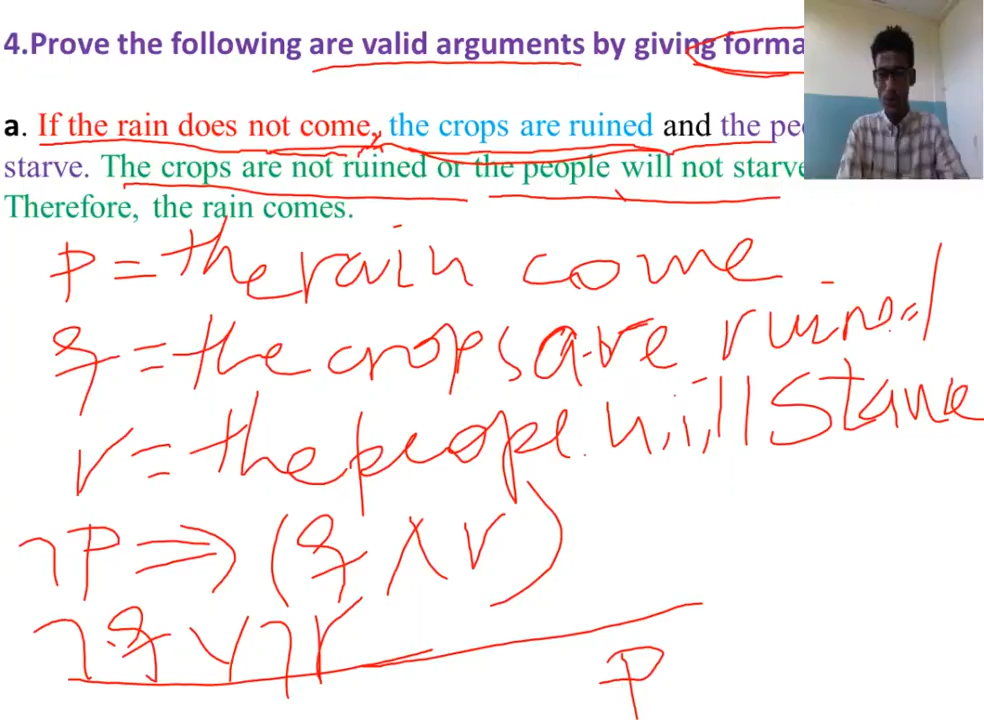 4.Prove the following are valid arguments by giving forma
a. If the rain does not come, the crops are ruined and the pe
starve. The crops are not ruined or the people will not starve
Therefore, the rain comes.
p = the rain come
q = the crops are ruined
r = the people will starve
¬p ⇒ (q ∧ r)
¬q ∨ ¬r
p